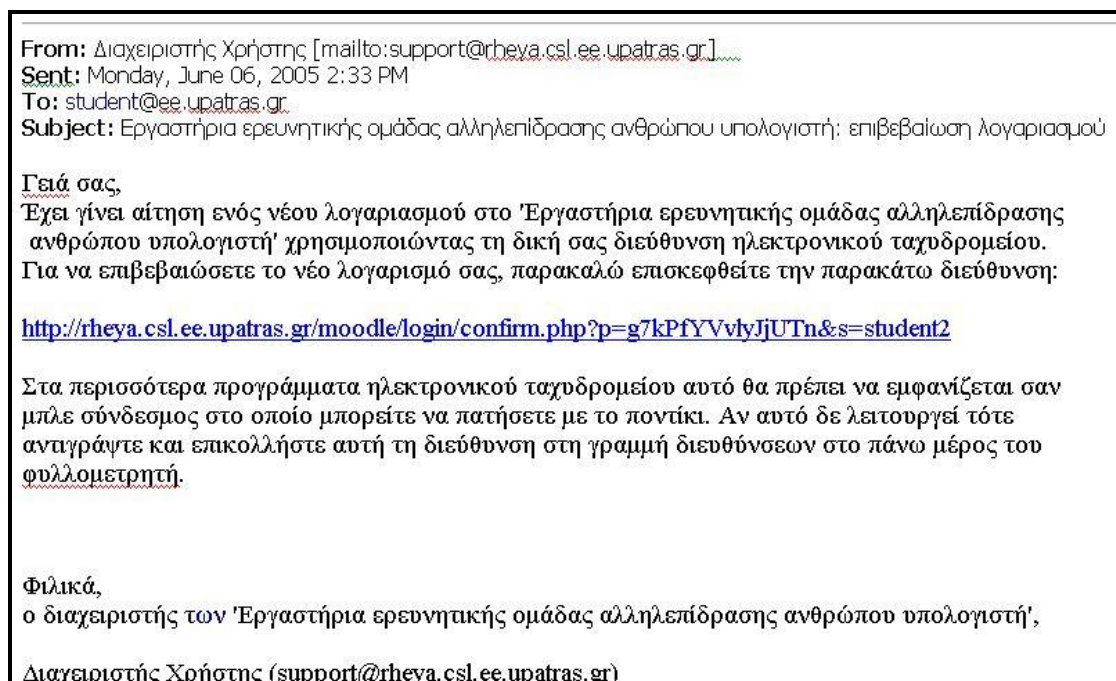 From: Διαχειριστής Χρήστης [mailto:support@rheya.csl.ee.upatras.gr]
Sent: Monday, June 06, 2005 2:33 PM
To: student@ee.upatras.gr
Subject: Εργαστήρια ερευνητικής ομάδας αλληλεπίδρασης ανθρώπου υπολογιστή: επιβεβαίωση λογαριασμού
Γειά σας,
Έχει γίνει αίτηση ενός νέου λογαριασμού στο 'Εργαστήρια ερευνητικής ομάδας αλληλεπίδρασης
ανθρώπου υπολογιστή' χρησιμοποιώντας τη δική σας διεύθυνση ηλεκτρονικού ταχυδρομείου.
Για να επιβεβαιώσετε το νέο λογαρισμό σας, παρακαλώ επισκεφθείτε την παρακάτω διεύθυνση:
http://rheya.csl.ee.upatras.gr/moodle/login/confirm.php?p=g7kPfYVvlyJjUTn&s=student2
Στα περισσότερα προγράμματα ηλεκτρονικού ταχυδρομείου αυτό θα πρέπει να εμφανίζεται σαν
μπλε σύνδεσμος στο οποίο μπορείτε να πατήσετε με το ποντίκι. Αν αυτό δε λειτουργεί τότε
αντιγράψτε και επικολλήστε αυτή τη διεύθυνση στη γραμμή διευθύνσεων στο πάνω μέρος του
φυλλομετρητή.
Φιλικά,
ο διαχειριστής των 'Εργαστήρια ερευνητικής ομάδας αλληλεπίδρασης ανθρώπου υπολογιστή',
Διαχειριστής Χρήστης (support@rheya.csl.ee.upatras.gr)